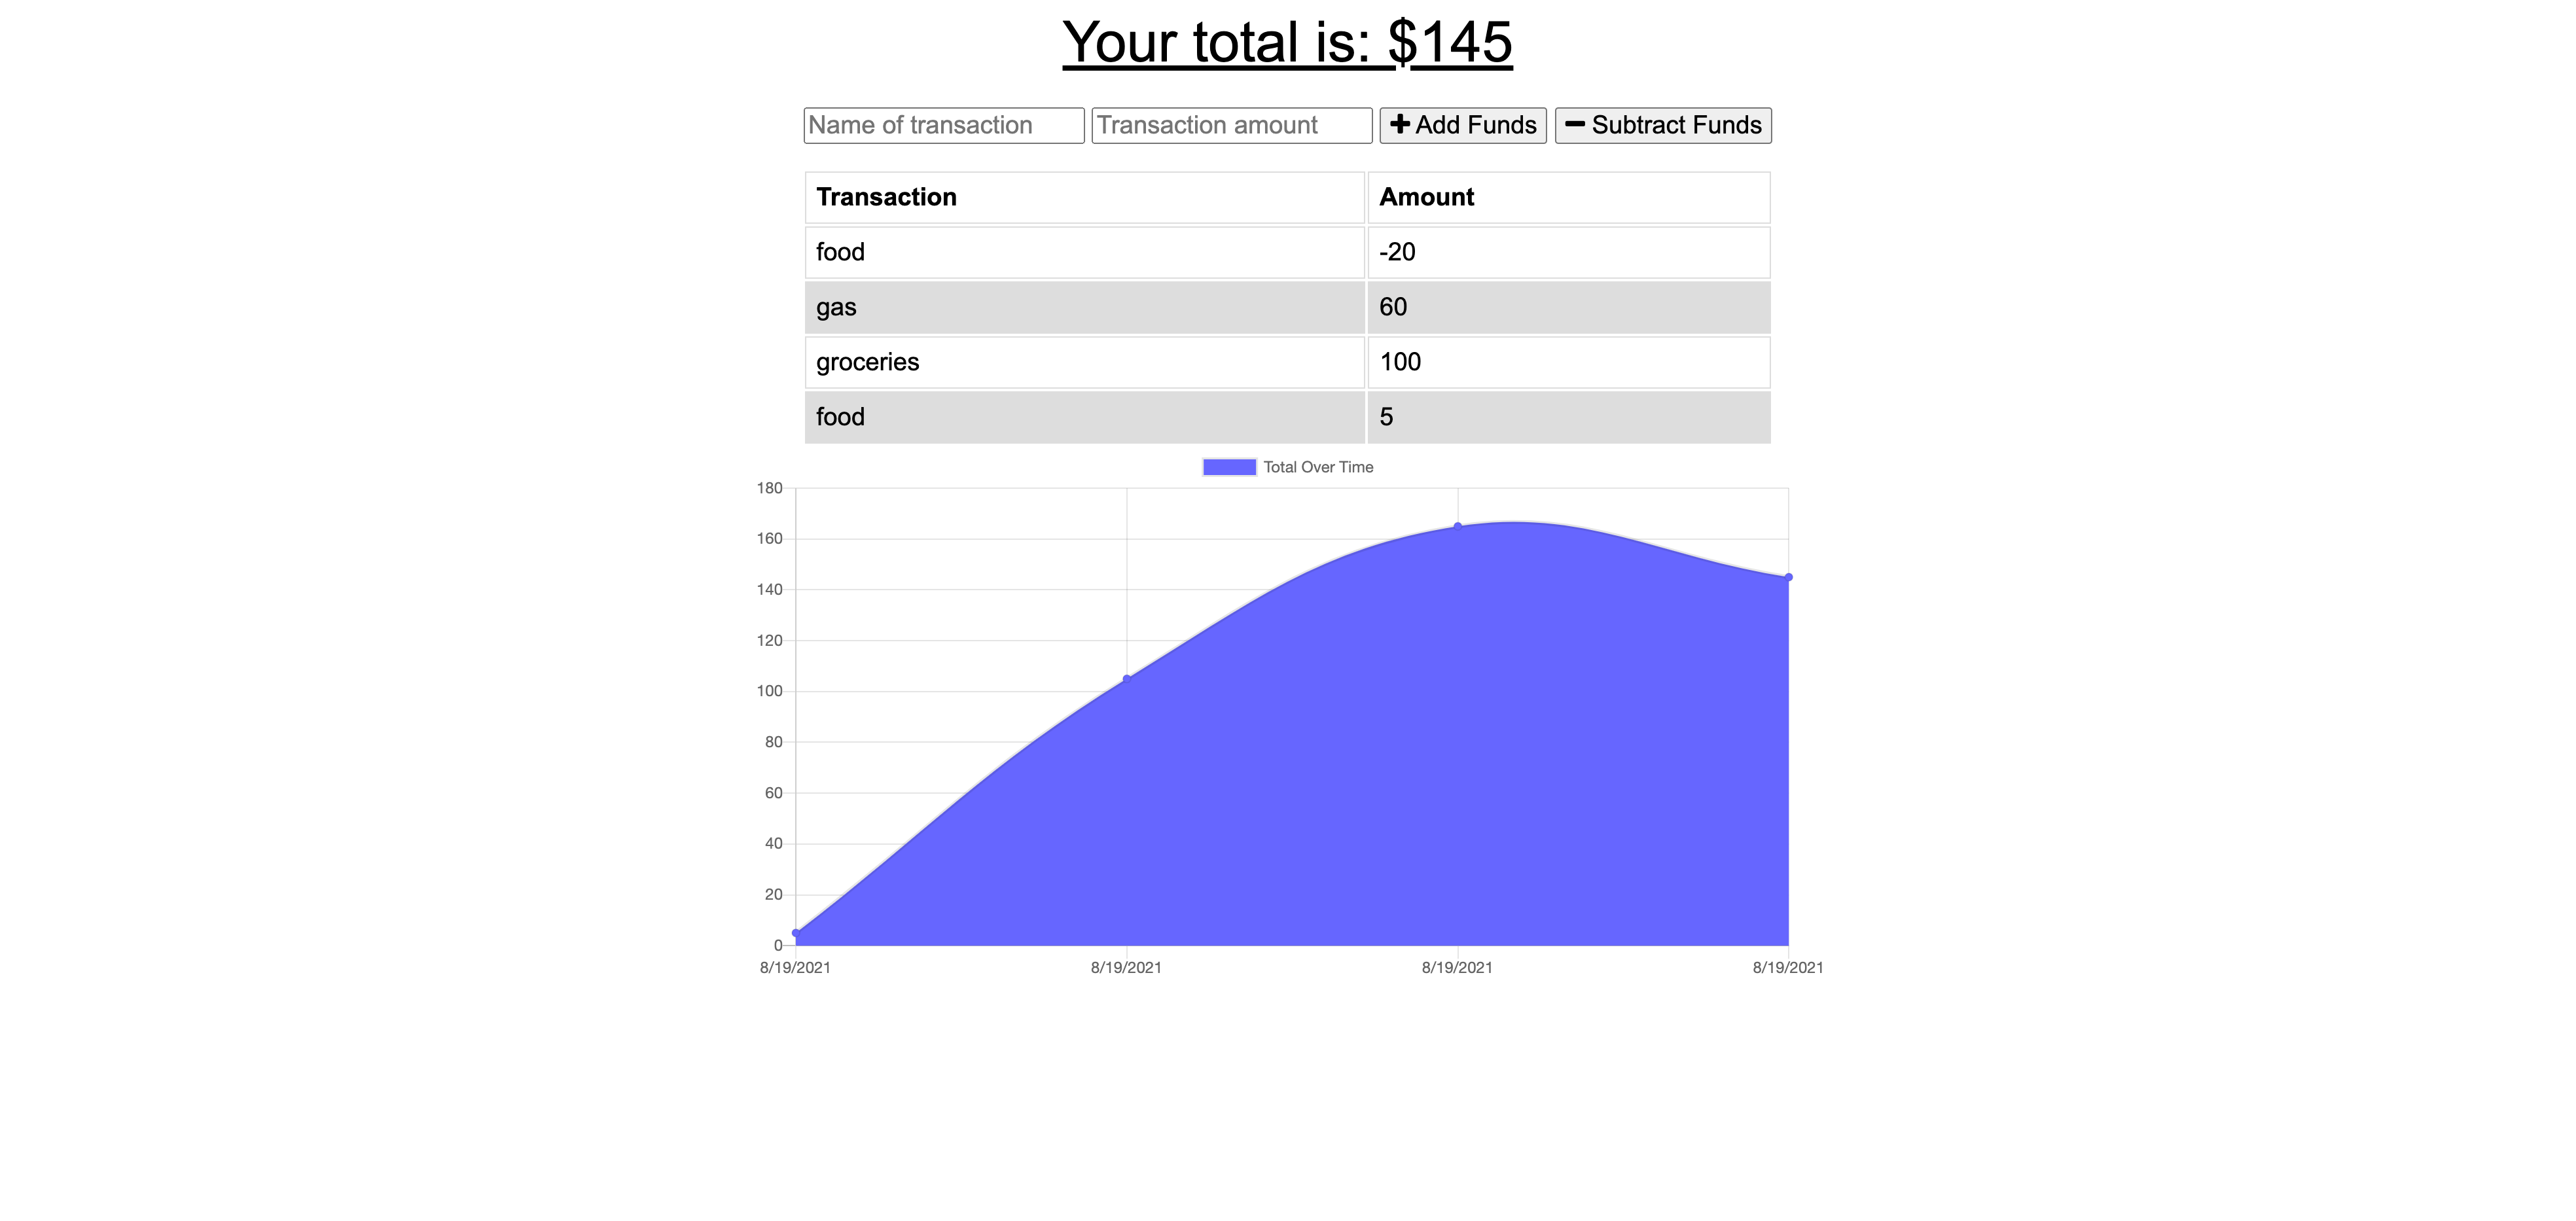 Your total is: $145
Name of transaction Transaction amount Add Funds Subtract Funds
Transaction Amount
food -20
gas 60
groceries 100
food 5
Total Over Time
180
160
140
120
100
80
60
40
20
0
8/19/2021 8/19/2021 8/19/2021 8/19/2021